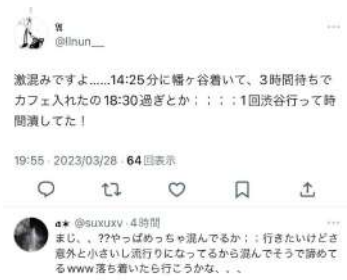 @llnun__
激混みですよ......14:25分に幡ヶ谷着いて、3時間待ちで
カフェ入れたの18:30過ぎとか；；；；1回渋谷行って時
間潰してた！
19:55 · 2023/03/28 · 64回表示
@suxuxv · 4時間
まじ、、??やっぱめっちゃ混んでるか；；行きたいけどさ
意外と小さいし流行りになってるから混んでそうで諦めて
るwww落ち着いたら行こうかな、、、